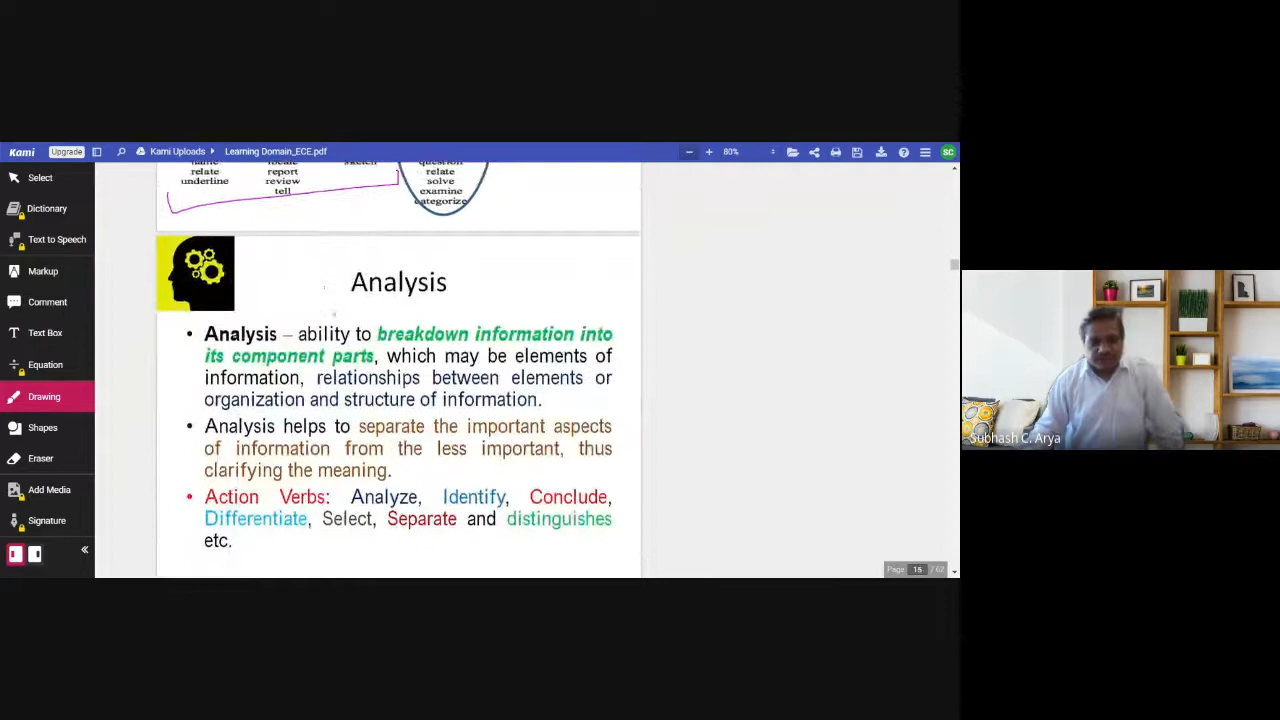 Kami Upgrade Kami Uploads Learning Domain_ECE.pdf 80% SC
Select
Dictionary
Text to Speech
Markup
Comment
Text Box
Equation
Drawing
Shapes
Eraser
Add Media
Signature
relate report relate
underline review solve
tell examine
categorize
Analysis
• Analysis – ability to breakdown information into
its component parts, which may be elements of
information, relationships between elements or
organization and structure of information.
• Analysis helps to separate the important aspects
of information from the less important, thus
clarifying the meaning.
• Action Verbs: Analyze, Identify, Conclude,
Differentiate, Select, Separate and distinguishes
etc.
Page 16 / 62
Subhash C. Arya